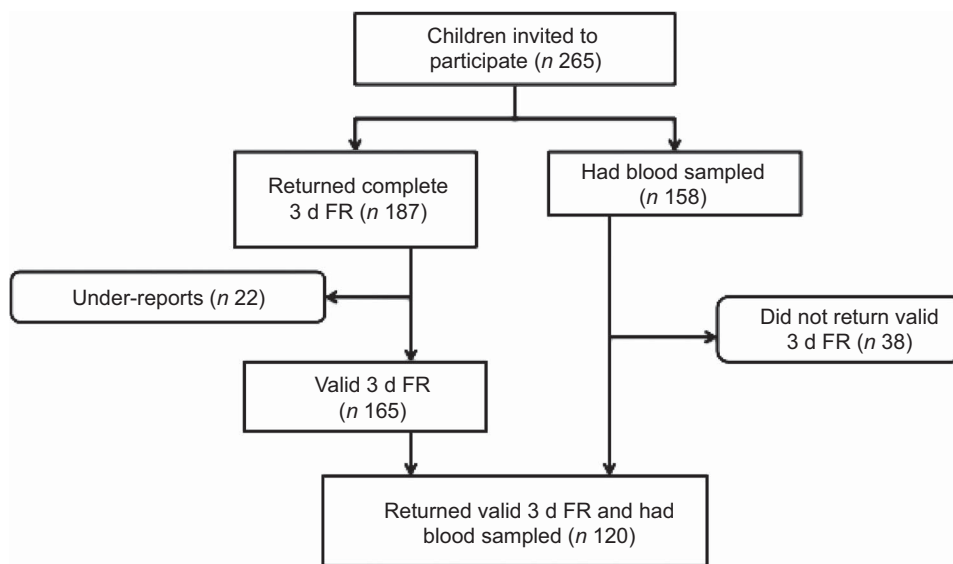 Children invited to
participate (n 265)
Returned complete
3 d FR (n 187)
Had blood sampled
(n 158)
Under-reports (n 22)
Did not return valid
3 d FR (n 38)
Valid 3 d FR
(n 165)
Returned valid 3 d FR and had
blood sampled (n 120)